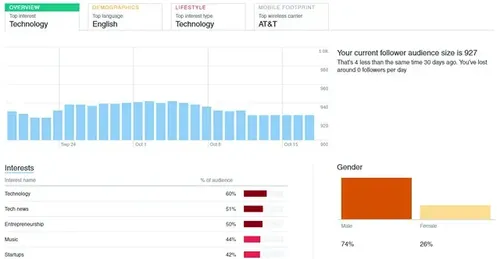 OVERVIEW
Top interest
Technology
DEMOGRAPHICS
Top language
English
LIFESTYLE
Top interest type
Technology
MOBILE FOOTPRINT
Top wireless carrier
AT&T
Your current follower audience size is 927
That's 4 less than the same time 30 days ago. You've lost
around 0 followers per day
960
940
920
900
Sep 24
Oct 1
Oct 8
Oct 15
Interests
Interest name % of audience
Technology 60%
Tech news 51%
Entrepreneurship 50%
Music 44%
Startups 42%
Gender
Male Female
74% 26%